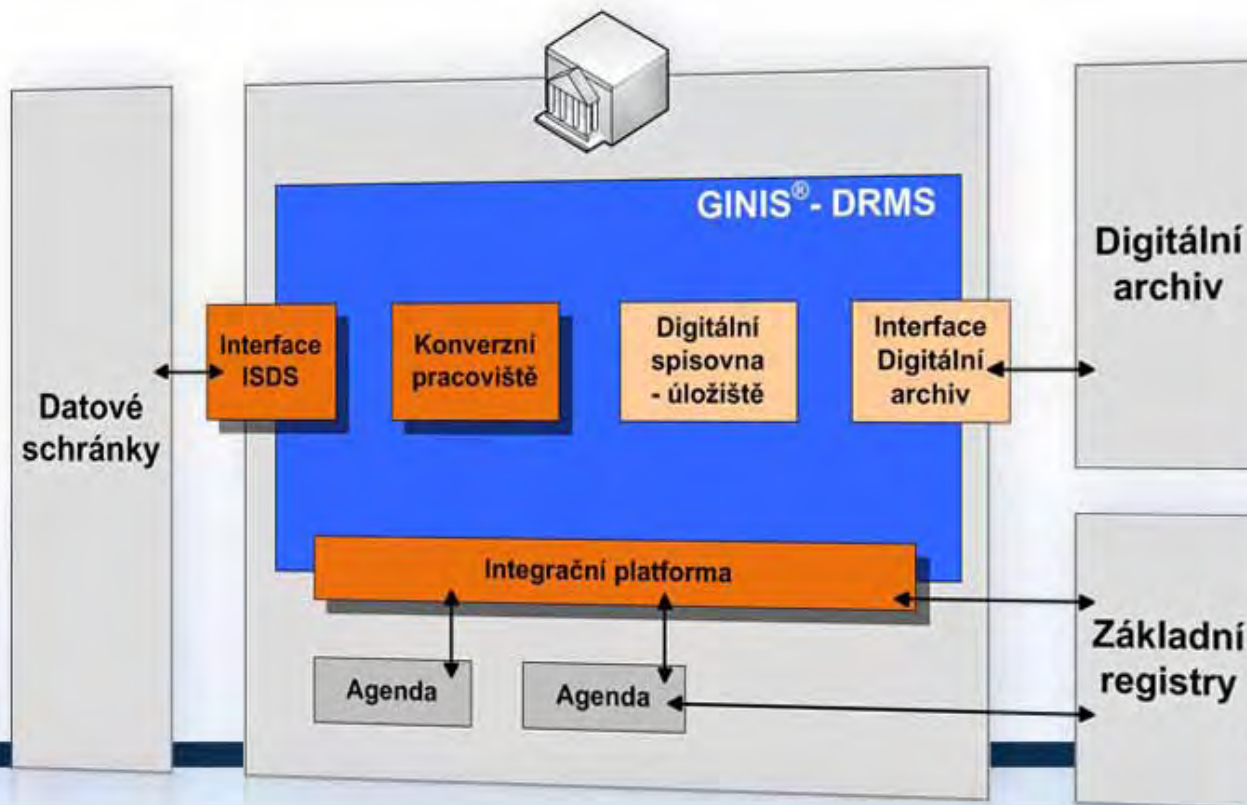 GINIS® - DRMS
Datové
schránky
Interface
ISDS
Konverzní
pracoviště
Digitální
spisovna
- úložiště
Interface
Digitální
archiv
Digitální
archiv
Integrační platforma
Agenda
Agenda
Základní
registry